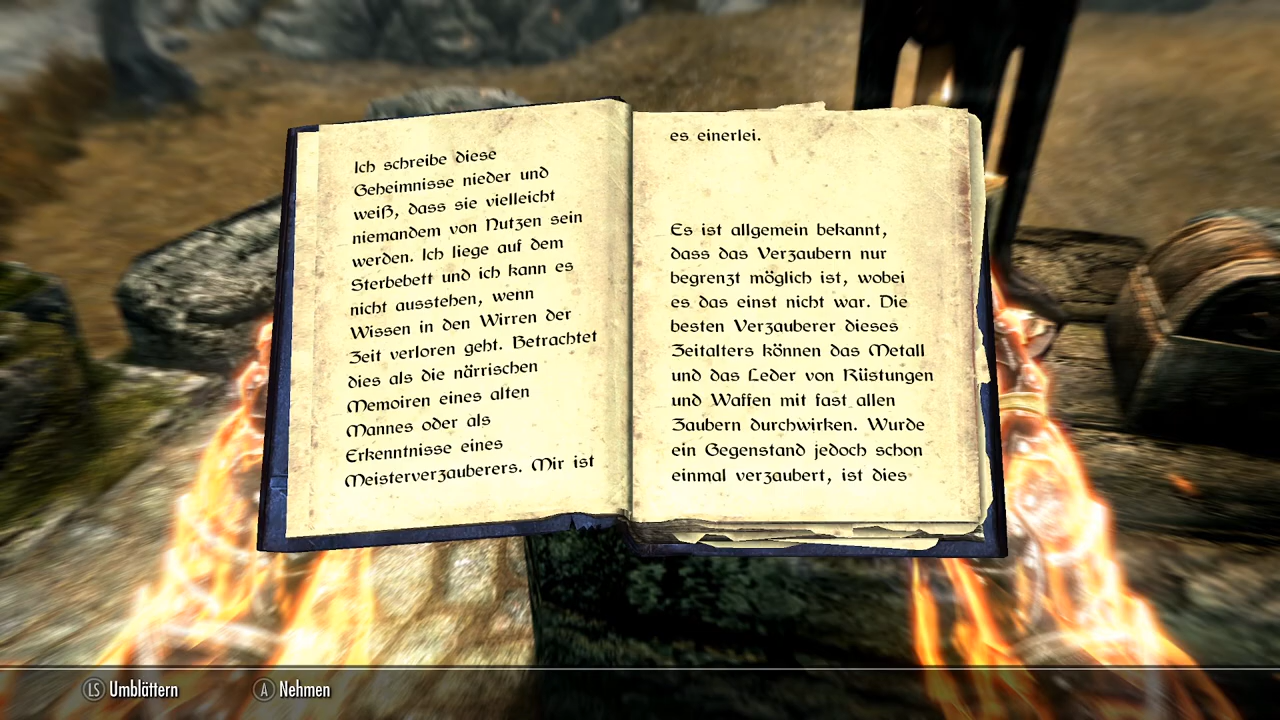 Ich schreibe diese
Geheimnisse nieder und
weiß, dass sie vielleicht
niemandem von Nutzen sein
werden. Ich liege auf dem
Sterbebett und ich kann es
nicht ausstehen, wenn
Wissen in den Wirren der
Zeit verloren geht. Betrachtet
dies als die närrischen
Memoiren eines alten
Mannes oder als
Erkenntnisse eines
Meisterverzauberers. Mir ist
es einerlei.
Es ist allgemein bekannt,
dass das Verzaubern nur
begrenzt möglich ist, wobei
es das einst nicht war. Die
besten Verzauberer dieses
Zeitalters können das Metall
und das Leder von Rüstungen
und Waffen mit fast allen
Zaubern durchwirken. Wurde
ein Gegenstand jedoch schon
einmal verzaubert, ist dies
LS Umblättern
A Nehmen